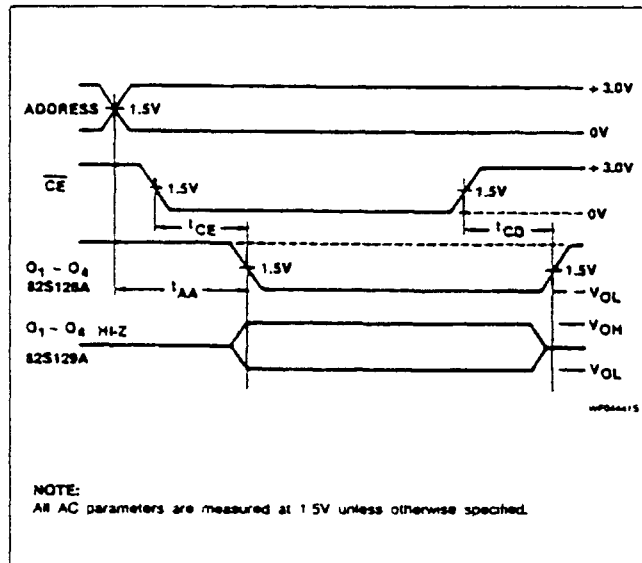 + 3.0V
ADDRESS
1.5V
0V
+ 3.0V
CE
1.5V
1.5V
0V
tCE
tCD
O1 – O4
82S126A
1.5V
1.5V
tAA
VOL
O1 – O4 HI-Z
82S129A
VOH
VOL
NOTE:
All AC parameters are measured at 1.5V unless otherwise specified.